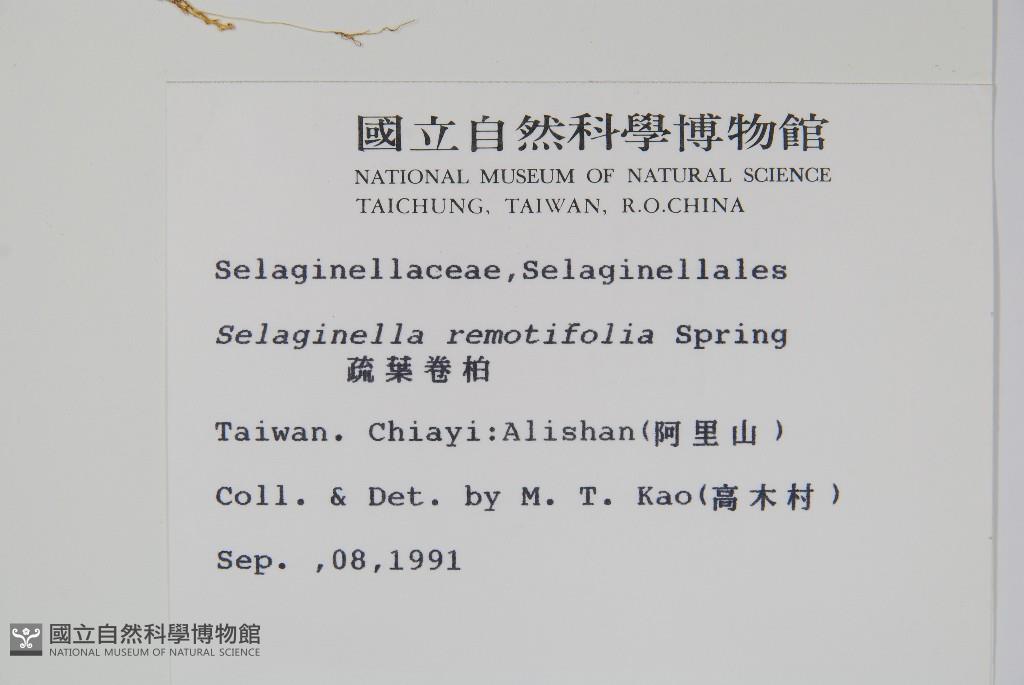 國立自然科學博物館
NATIONAL MUSEUM OF NATURAL SCIENCE
TAICHUNG, TAIWAN, R.O.CHINA
Selaginellaceae,Selaginellales
Selaginella remotifolia Spring
疏葉卷柏
Taiwan. Chiayi:Alishan(阿里山)
Coll. & Det. by M. T. Kao(高木村)
Sep. ,08,1991
國立自然科學博物館
NATIONAL MUSEUM OF NATURAL SCIENCE